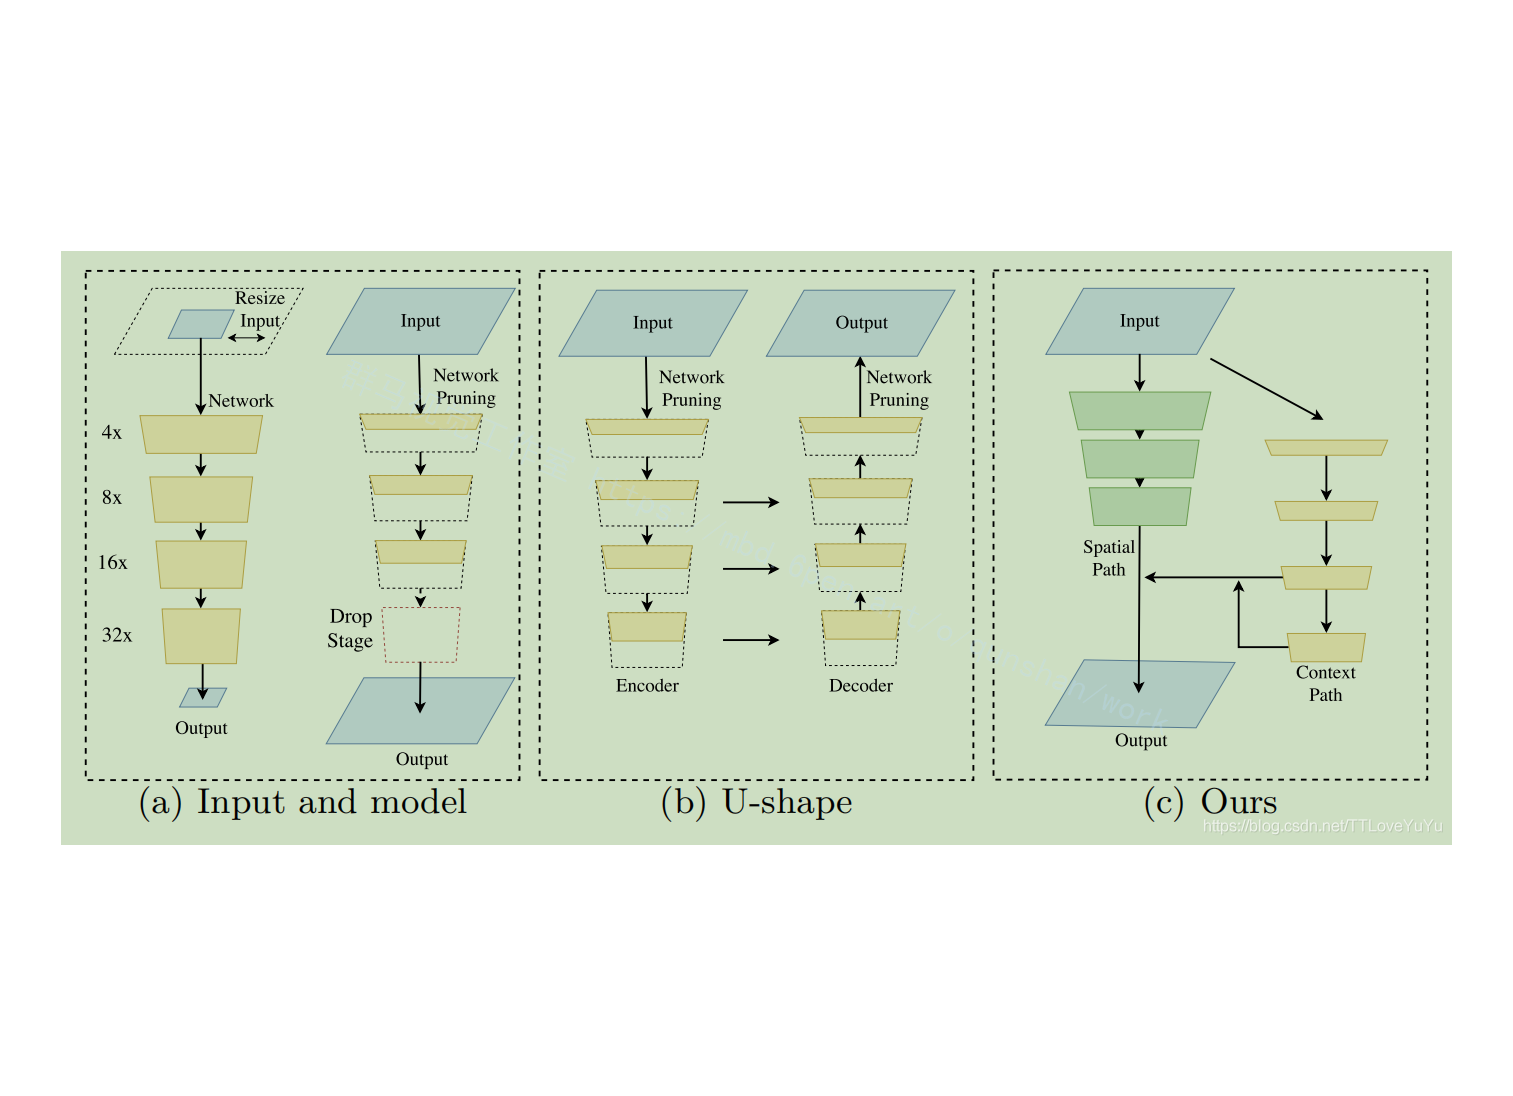 Resize
Input
Network
4x
8x
16x
32x
Output
Input
Network
Pruning
Drop
Stage
Output
(a) Input and model
Input
Network
Pruning
Encoder
Output
Network
Pruning
Decoder
(b) U-shape
Input
Spatial
Path
Context
Path
Output
(c) Ours
https://blog.csdn.net/TTLoveYuYu